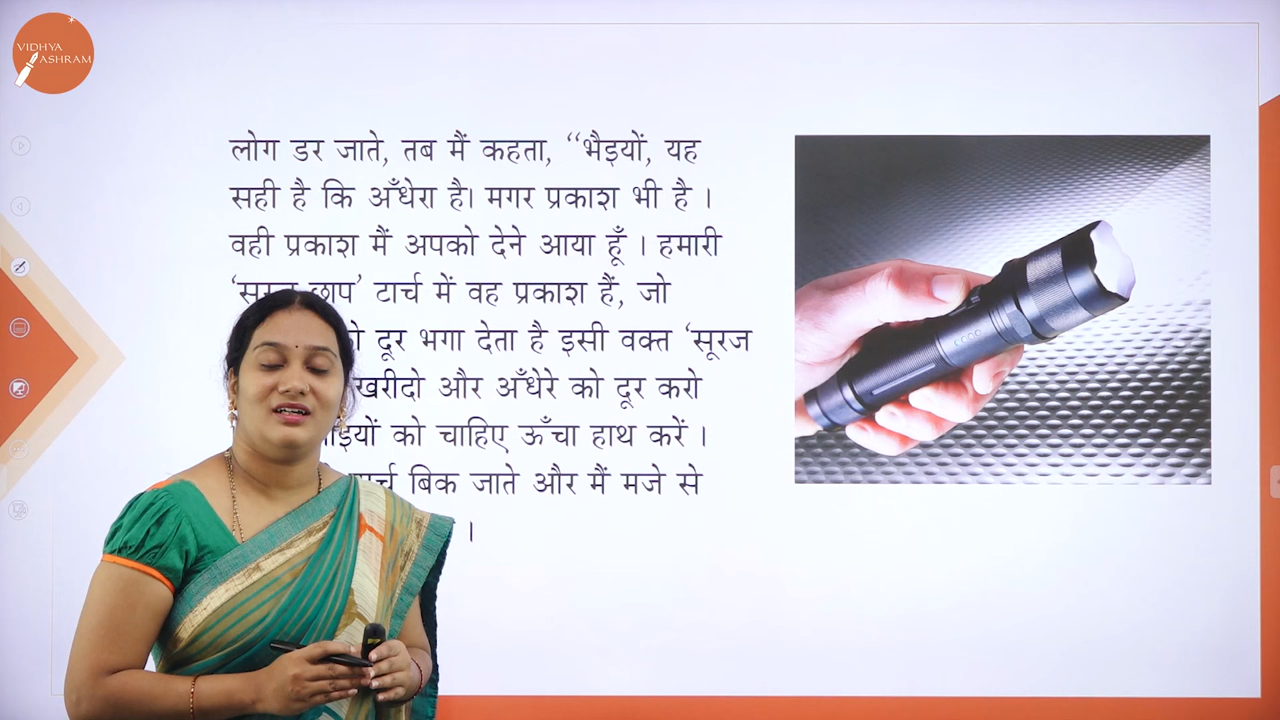 VIDHYA
ASHRAM
लोग डर जाते, तब मैं कहता, ‘‘भैइयों, यह
सही है कि अँधेरा है। मगर प्रकाश भी है ।
वही प्रकाश मैं अपको देने आया हूँ । हमारी
‘सूरज छाप’ टार्च में वह प्रकाश हैं, जो
दूर भगा देता है इसी वक्त ‘सूरज
खरीदो और अँधेरे को दूर करो
को चाहिए ऊँचा हाथ करें ।
बिक जाते और मैं मजे से
।